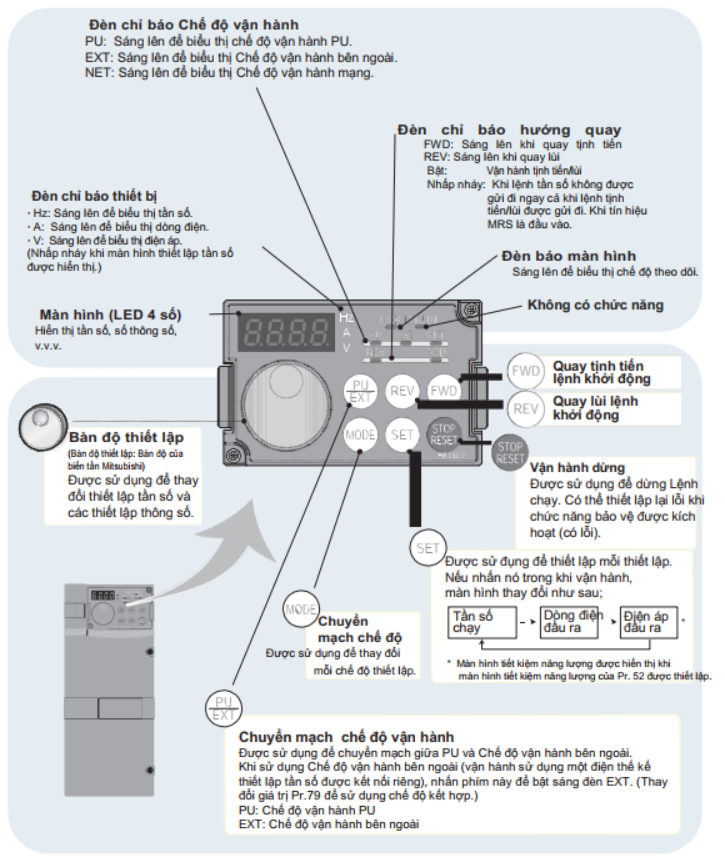 Đèn chỉ báo Chế độ vận hành
PU: Sáng lên để biểu thị chế độ vận hành PU.
EXT: Sáng lên để biểu thị Chế độ vận hành bên ngoài.
NET: Sáng lên để biểu thị Chế độ vận hành mạng.
Đèn chỉ báo hướng quay
FWD: Sáng lên khi quay tịnh tiến
REV: Sáng lên khi quay lùi
Bật: Vận hành tịnh tiến/lùi
Nhấp nháy: Khi lệnh tần số không được
gửi đi ngay cả khi lệnh tịnh
tiến/lùi được gửi đi. Khi tín hiệu
MRS là đầu vào.
Đèn chỉ báo thiết bị
· Hz: Sáng lên để biểu thị tần số.
· A: Sáng lên để biểu thị dòng điện.
· V: Sáng lên để biểu thị điện áp.
(Nhấp nháy khi màn hình thiết lập tần số
được hiển thị.)
Đèn báo màn hình
Sáng lên để biểu thị chế độ theo dõi.
Không có chức năng
Màn hình (LED 4 số)
Hiển thị tần số, số thông số,
v.v.v.
8.8.8.8.
Hz
A
V
PU
EXT
REV
FWD
MODE
SET
STOP
RESET
FWD
Quay tịnh tiến
lệnh khởi động
REV
Quay lùi lệnh
khởi động
Bàn độ thiết lập
(Bàn độ thiết lập: Bàn độ của
biến tần Mitsubishi)
Được sử dụng để thay
đổi thiết lập tần số và
các thiết lập thông số.
STOP
RESET
Vận hành dừng
Được sử dụng để dừng Lệnh
chạy. Có thể thiết lập lại lỗi khi
chức năng bảo vệ được kích
hoạt (có lỗi).
SET
Được sử dụng để thiết lập mỗi thiết lập.
Nếu nhấn nó trong khi vận hành,
màn hình thay đổi như sau;
Tần số
chạy
Dòng điện
đầu ra
Điện áp
đầu ra
*
* Màn hình tiết kiệm năng lượng được hiển thị khi
màn hình tiết kiệm năng lượng của Pr. 52 được thiết lập.
MODE
Chuyển
mạch chế độ
Được sử dụng để thay đổi
mỗi chế độ thiết lập.
PU
EXT
Chuyển mạch chế độ vận hành
Được sử dụng để chuyển mạch giữa PU và Chế độ vận hành bên ngoài.
Khi sử dụng Chế độ vận hành bên ngoài (vận hành sử dụng một điện thế kế
thiết lập tần số được kết nối riêng), nhấn phím này để bật sáng đèn EXT. (Thay
đổi giá trị Pr.79 để sử dụng chế độ kết hợp.)
PU: Chế độ vận hành PU
EXT: Chế độ vận hành bên ngoài